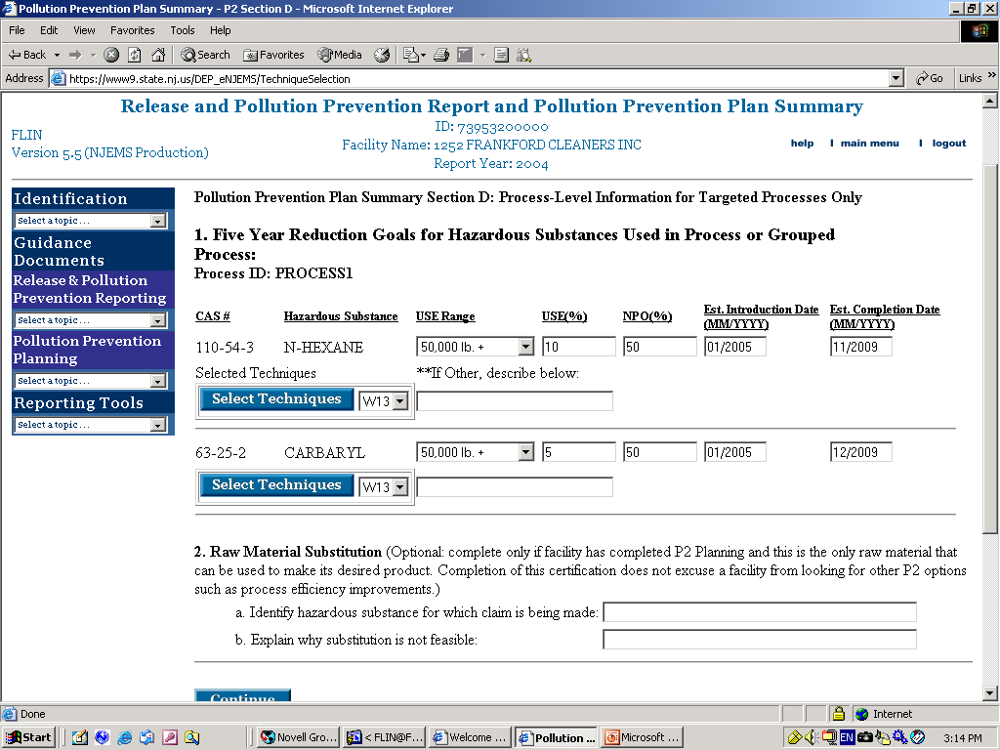 Pollution Prevention Plan Summary - P2 Section D - Microsoft Internet Explorer
File Edit View Favorites Tools Help
Back Search Favorites Media
Address https://www9.state.nj.us/DEP_eNJEMS/TechniqueSelection Go Links »
Release and Pollution Prevention Report and Pollution Prevention Plan Summary
ID: 73953200000
FLIN
Facility Name: 1252 FRANKFORD CLEANERS INC
Version 5.5 (NJEMS Production)
Report Year: 2004
help I main menu I logout
Identification
Select a topic...
Guidance
Documents
Release & Pollution
Prevention Reporting
Select a topic...
Pollution Prevention
Planning
Select a topic...
Reporting Tools
Select a topic...
Pollution Prevention Plan Summary Section D: Process-Level Information for Targeted Processes Only
1. Five Year Reduction Goals for Hazardous Substances Used in Process or Grouped
Process:
Process ID: PROCESS1
CAS # Hazardous Substance USE Range USE(%) NPO(%) Est. Introduction Date (MM/YYYY) Est. Completion Date (MM/YYYY)
110-54-3 N-HEXANE 50,000 lb. + 10 50 01/2005 11/2009
Selected Techniques **If Other, describe below:
Select Techniques W13
63-25-2 CARBARYL 50,000 lb. + 5 50 01/2005 12/2009
Select Techniques W13
2. Raw Material Substitution (Optional: complete only if facility has completed P2 Planning and this is the only raw material that
can be used to make its desired product. Completion of this certification does not excuse a facility from looking for other P2 options
such as process efficiency improvements.)
a. Identify hazardous substance for which claim is being made:
b. Explain why substitution is not feasible:
Continue
Done Internet
Start Novell Gro... < FLIN@F... Welcome ... Pollution ... Microsoft ... EN 3:14 PM